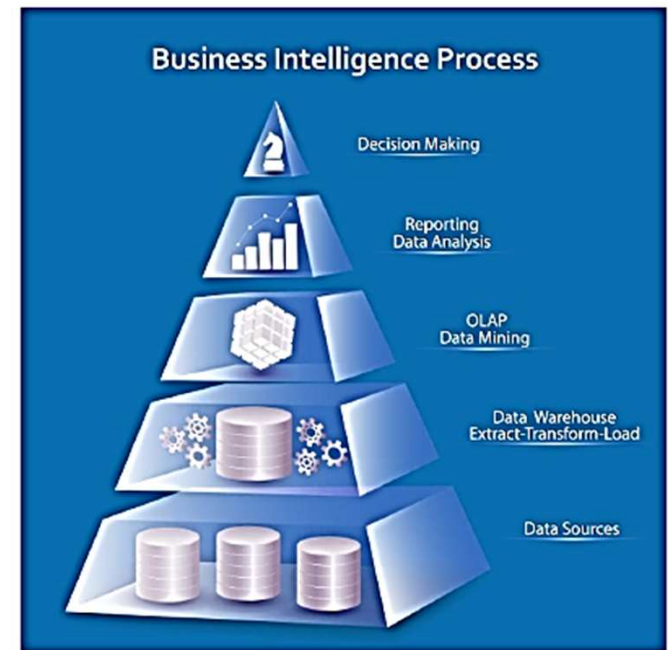 Business Intelligence Process
Decision Making
Reporting
Data Analysis
OLAP
Data Mining
Data Warehouse
Extract-Transform-Load
Data Sources